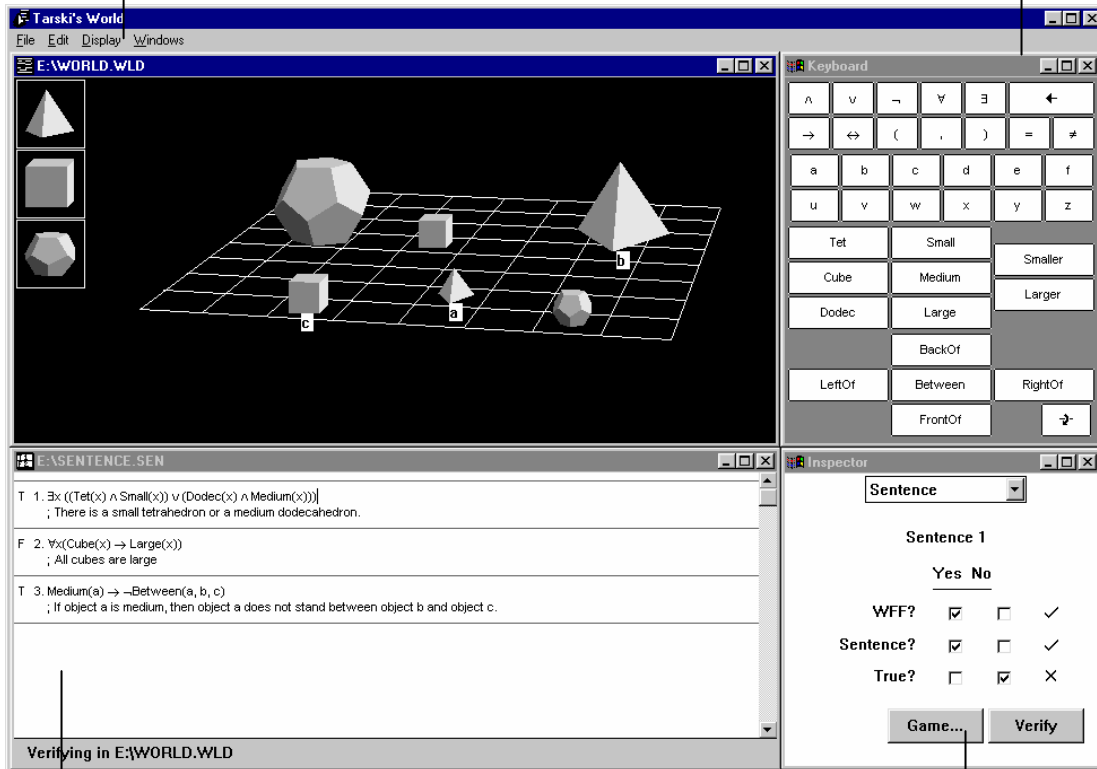 Tarski's World
File Edit Display Windows
E:\WORLD.WLD
b
a
c
Keyboard
∧ ∨ ¬ ∀ ∃ ←
→ ↔ ( , ) = ≠
a b c d e f
u v w x y z
Tet Small
Smaller
Cube Medium
Larger
Dodec Large
BackOf
LeftOf Between RightOf
FrontOf
E:\SENTENCE.SEN
T 1. ∃x ((Tet(x) ∧ Small(x)) ∨ (Dodec(x) ∧ Medium(x)))
; There is a small tetrahedron or a medium dodecahedron.
F 2. ∀x(Cube(x) → Large(x))
; All cubes are large
T 3. Medium(a) → ¬Between(a, b, c)
; If object a is medium, then object a does not stand between object b and object c.
Verifying in E:\WORLD.WLD
Inspector
Sentence
Sentence 1
Yes No
WFF?
Sentence?
True?
Game... Verify